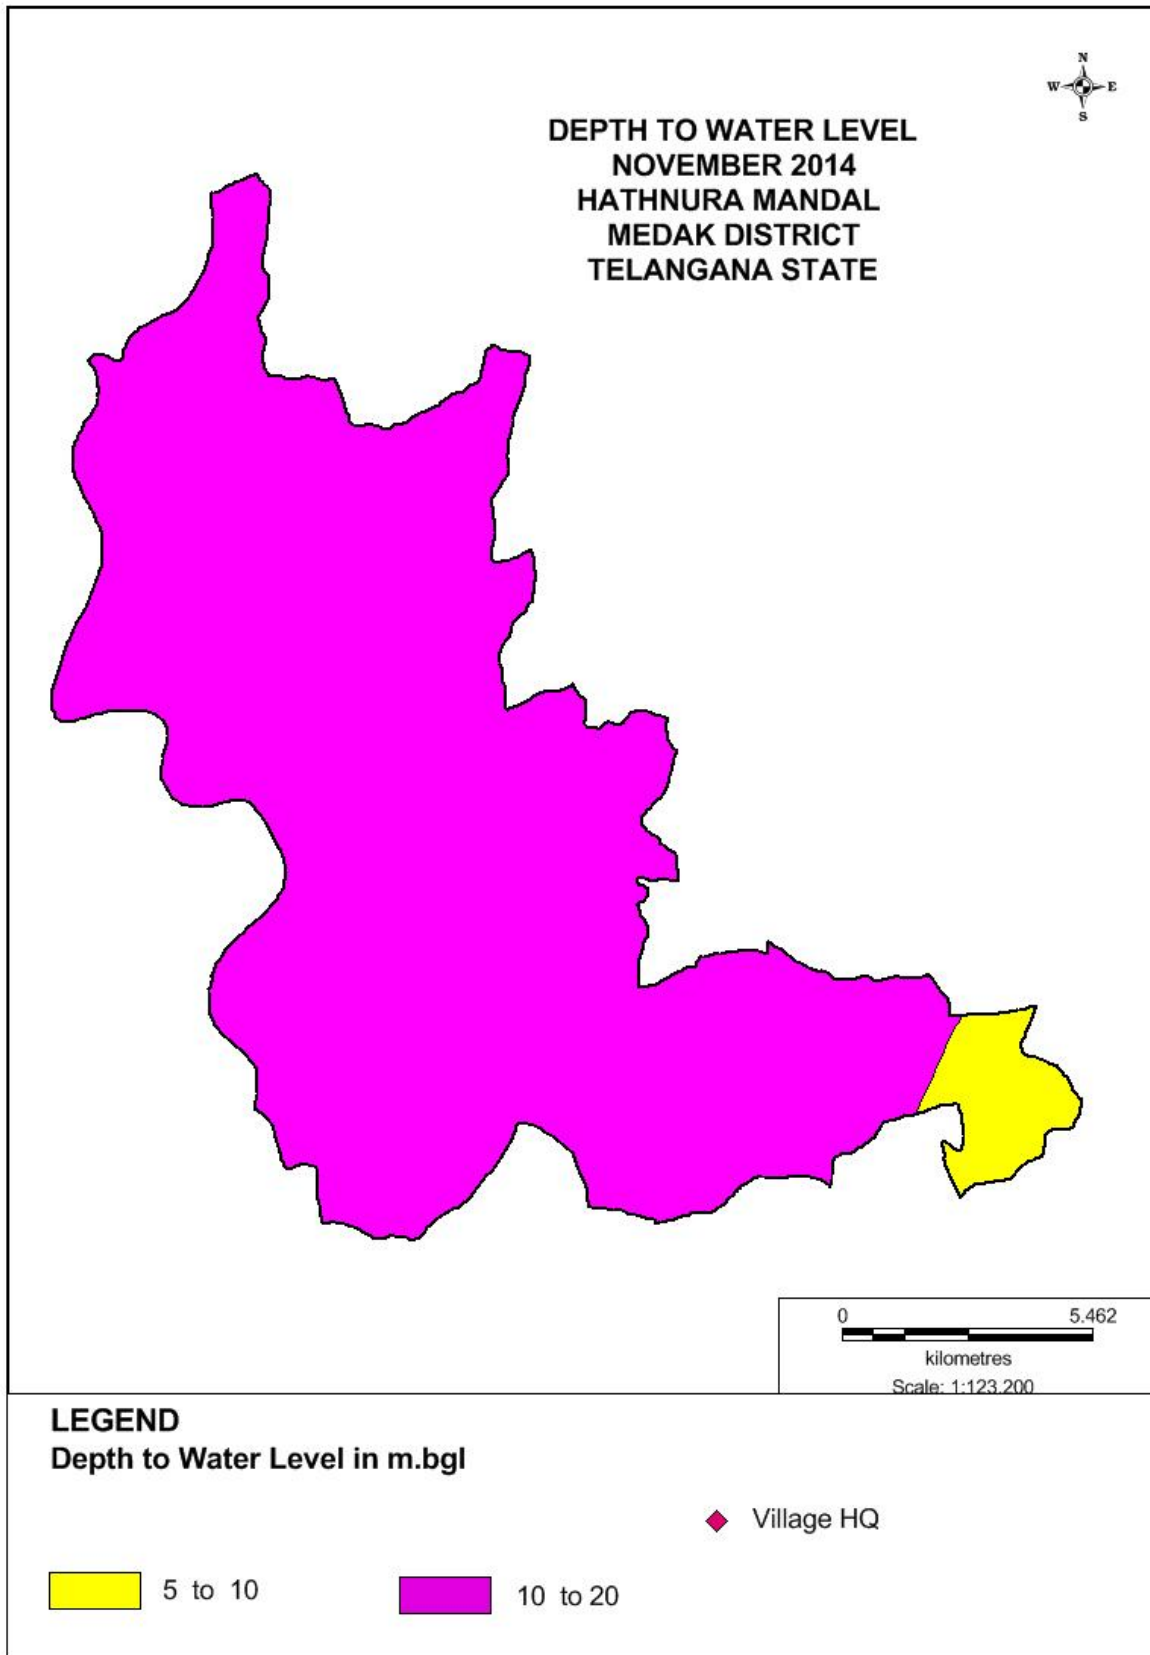 N
W E
S
DEPTH TO WATER LEVEL
NOVEMBER 2014
HATHNURA MANDAL
MEDAK DISTRICT
TELANGANA STATE
0 5.462
kilometres
Scale: 1:123,200
LEGEND
Depth to Water Level in m.bgl
Village HQ
5 to 10 10 to 20